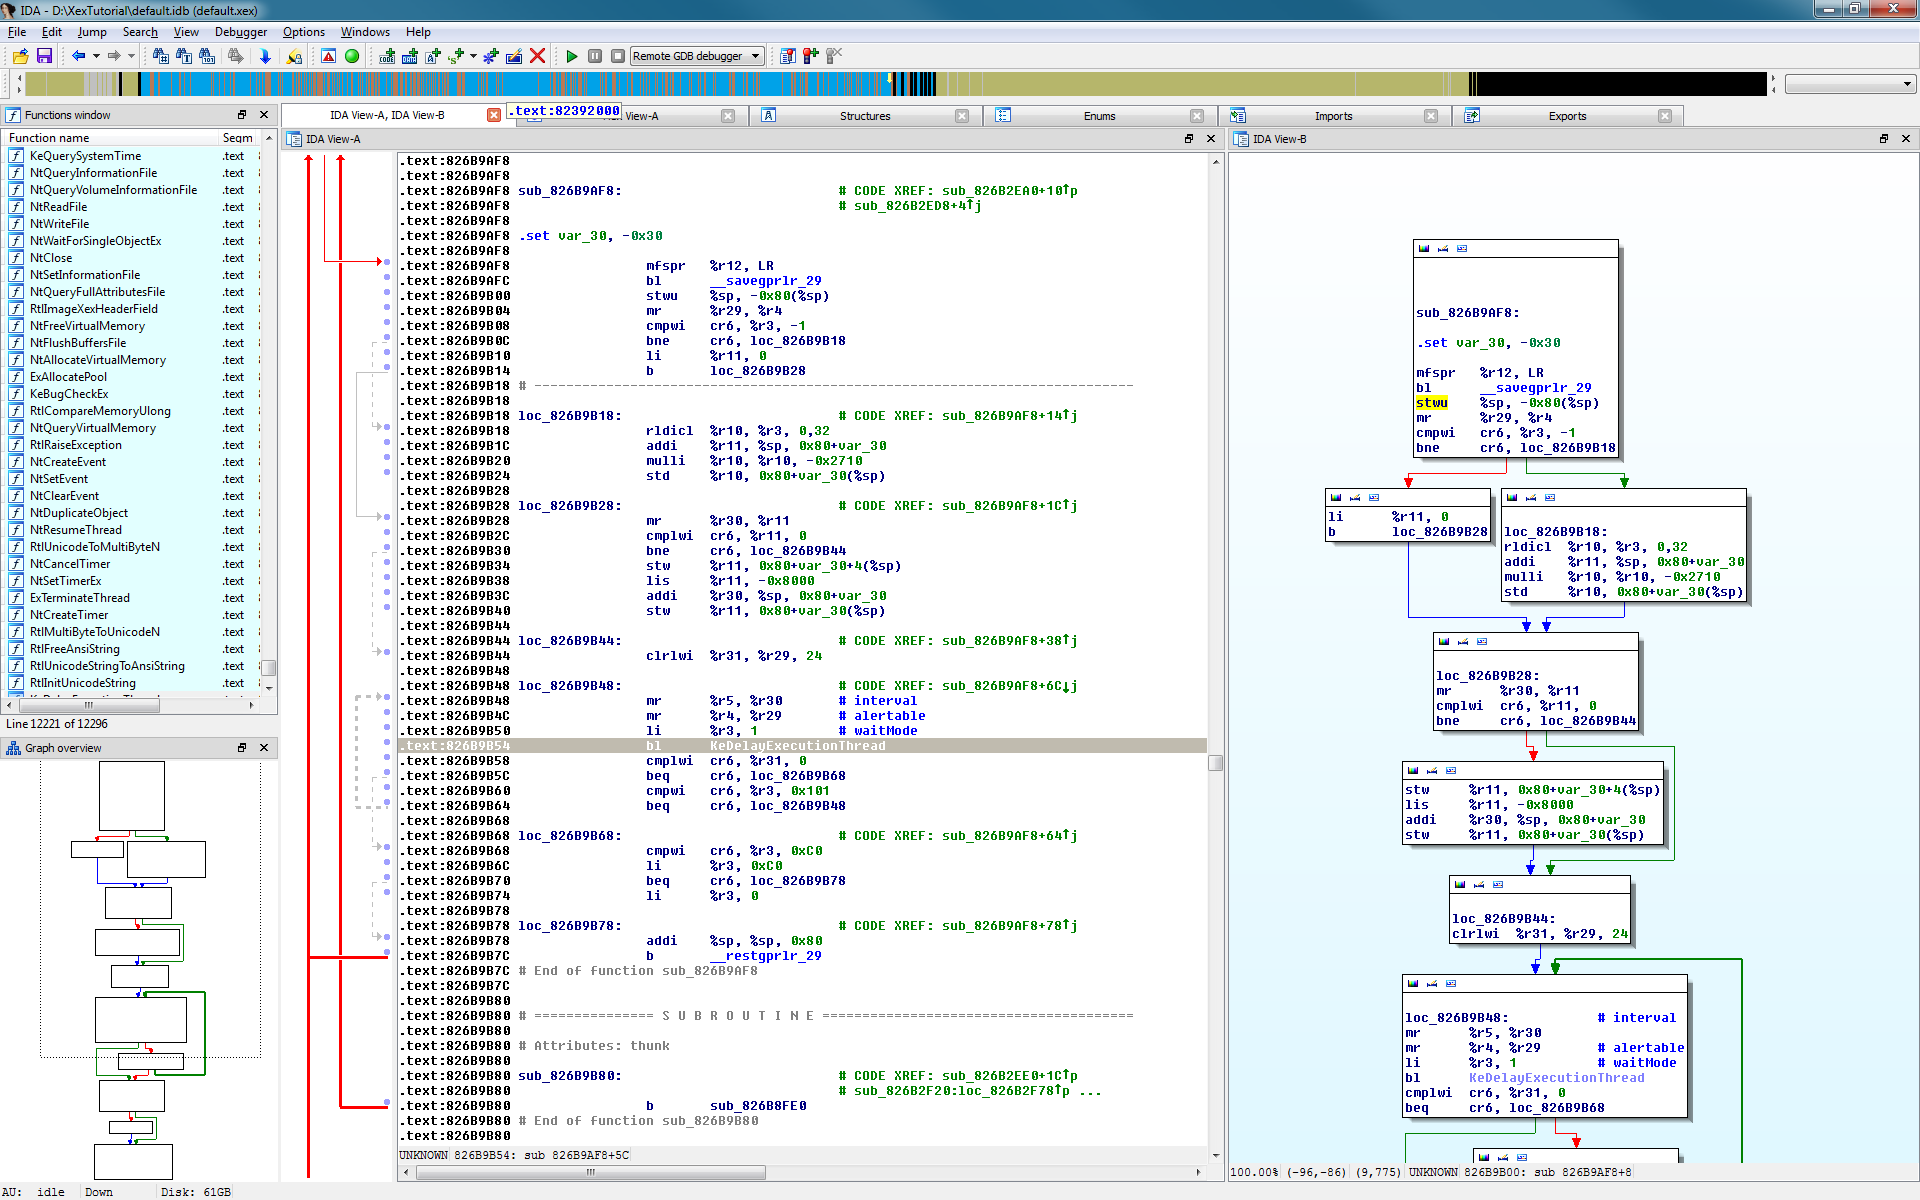 IDA - D:\XexTutorial\default.idb (default.xex)
File Edit Jump Search View Debugger Options Windows Help
Remote GDB debugger
Functions window
IDA View-A, IDA View-B
.text:82392000
View-A
Structures
Enums
Imports
Exports
Function name Segm
KeQuerySystemTime .text
NtQueryInformationFile .text
NtQueryVolumeInformationFile .text
NtReadFile .text
NtWriteFile .text
NtWaitForSingleObjectEx .text
NtClose .text
NtSetInformationFile .text
NtQueryFullAttributesFile .text
RtlImageXexHeaderField .text
NtFreeVirtualMemory .text
NtFlushBuffersFile .text
NtAllocateVirtualMemory .text
ExAllocatePool .text
KeBugCheckEx .text
RtlCompareMemoryUlong .text
NtQueryVirtualMemory .text
RtlRaiseException .text
NtCreateEvent .text
NtSetEvent .text
NtClearEvent .text
NtDuplicateObject .text
NtResumeThread .text
RtlUnicodeToMultiByteN .text
NtCancelTimer .text
NtSetTimerEx .text
ExTerminateThread .text
NtCreateTimer .text
RtlMultiByteToUnicodeN .text
RtlFreeAnsiString .text
RtlUnicodeStringToAnsiString .text
RtlInitUnicodeString .text
Line 12221 of 12296
Graph overview
IDA View-A
.text:826B9AF8
.text:826B9AF8
.text:826B9AF8 sub_826B9AF8: # CODE XREF: sub_826B2EA0+10↑p
.text:826B9AF8 # sub_826B2ED8+4↑j
.text:826B9AF8
.text:826B9AF8 .set var_30, -0x30
.text:826B9AF8
.text:826B9AF8 mfspr %r12, LR
.text:826B9AFC bl __savegprlr_29
.text:826B9B00 stwu %sp, -0x80(%sp)
.text:826B9B04 mr %r29, %r4
.text:826B9B08 cmpwi cr6, %r3, -1
.text:826B9B0C bne cr6, loc_826B9B18
.text:826B9B10 li %r11, 0
.text:826B9B14 b loc_826B9B28
.text:826B9B18 # ---------------------------------------------------------------------------
.text:826B9B18
.text:826B9B18 loc_826B9B18: # CODE XREF: sub_826B9AF8+14↑j
.text:826B9B18 rldicl %r10, %r3, 0,32
.text:826B9B1C addi %r11, %sp, 0x80+var_30
.text:826B9B20 mulli %r10, %r10, -0x2710
.text:826B9B24 std %r10, 0x80+var_30(%sp)
.text:826B9B28
.text:826B9B28 loc_826B9B28: # CODE XREF: sub_826B9AF8+1C↑j
.text:826B9B28 mr %r30, %r11
.text:826B9B2C cmplwi cr6, %r11, 0
.text:826B9B30 bne cr6, loc_826B9B44
.text:826B9B34 stw %r11, 0x80+var_30+4(%sp)
.text:826B9B38 lis %r11, -0x8000
.text:826B9B3C addi %r30, %sp, 0x80+var_30
.text:826B9B40 stw %r11, 0x80+var_30(%sp)
.text:826B9B44
.text:826B9B44 loc_826B9B44: # CODE XREF: sub_826B9AF8+38↑j
.text:826B9B44 clrlwi %r31, %r29, 24
.text:826B9B48
.text:826B9B48 loc_826B9B48: # CODE XREF: sub_826B9AF8+6C↓j
.text:826B9B48 mr %r5, %r30 # interval
.text:826B9B4C mr %r4, %r29 # alertable
.text:826B9B50 li %r3, 1 # waitMode
.text:826B9B54 bl KeDelayExecutionThread
.text:826B9B58 cmplwi cr6, %r31, 0
.text:826B9B5C beq cr6, loc_826B9B68
.text:826B9B60 cmpwi cr6, %r3, 0x101
.text:826B9B64 beq cr6, loc_826B9B48
.text:826B9B68
.text:826B9B68 loc_826B9B68: # CODE XREF: sub_826B9AF8+64↑j
.text:826B9B68 cmpwi cr6, %r3, 0xC0
.text:826B9B6C li %r3, 0xC0
.text:826B9B70 beq cr6, loc_826B9B78
.text:826B9B74 li %r3, 0
.text:826B9B78
.text:826B9B78 loc_826B9B78: # CODE XREF: sub_826B9AF8+78↑j
.text:826B9B78 addi %sp, %sp, 0x80
.text:826B9B7C b __restgprlr_29
.text:826B9B7C # End of function sub_826B9AF8
.text:826B9B7C
.text:826B9B80
.text:826B9B80 # =============== S U B R O U T I N E =======================================
.text:826B9B80
.text:826B9B80 # Attributes: thunk
.text:826B9B80
.text:826B9B80 sub_826B9B80: # CODE XREF: sub_826B2EE0+1C↑p
.text:826B9B80 # sub_826B2F20:loc_826B2F78↑p ...
.text:826B9B80 b sub_826B8FE0
.text:826B9B80 # End of function sub_826B9B80
.text:826B9B80
UNKNOWN 826B9B54: sub_826B9AF8+5C
IDA View-B
sub_826B9AF8:
.set var_30, -0x30
mfspr %r12, LR
bl __savegprlr_29
stwu %sp, -0x80(%sp)
mr %r29, %r4
cmpwi cr6, %r3, -1
bne cr6, loc_826B9B18
li %r11, 0
b loc_826B9B28
loc_826B9B18:
rldicl %r10, %r3, 0,32
addi %r11, %sp, 0x80+var_30
mulli %r10, %r10, -0x2710
std %r10, 0x80+var_30(%sp)
loc_826B9B28:
mr %r30, %r11
cmplwi cr6, %r11, 0
bne cr6, loc_826B9B44
stw %r11, 0x80+var_30+4(%sp)
lis %r11, -0x8000
addi %r30, %sp, 0x80+var_30
stw %r11, 0x80+var_30(%sp)
loc_826B9B44:
clrlwi %r31, %r29, 24
loc_826B9B48: # interval
mr %r5, %r30
mr %r4, %r29 # alertable
li %r3, 1 # waitMode
bl KeDelayExecutionThread
cmplwi cr6, %r31, 0
beq cr6, loc_826B9B68
100.00% (-96,-86) (9,775) UNKNOWN 826B9B00: sub_826B9AF8+8
AU: idle Down Disk: 61GB